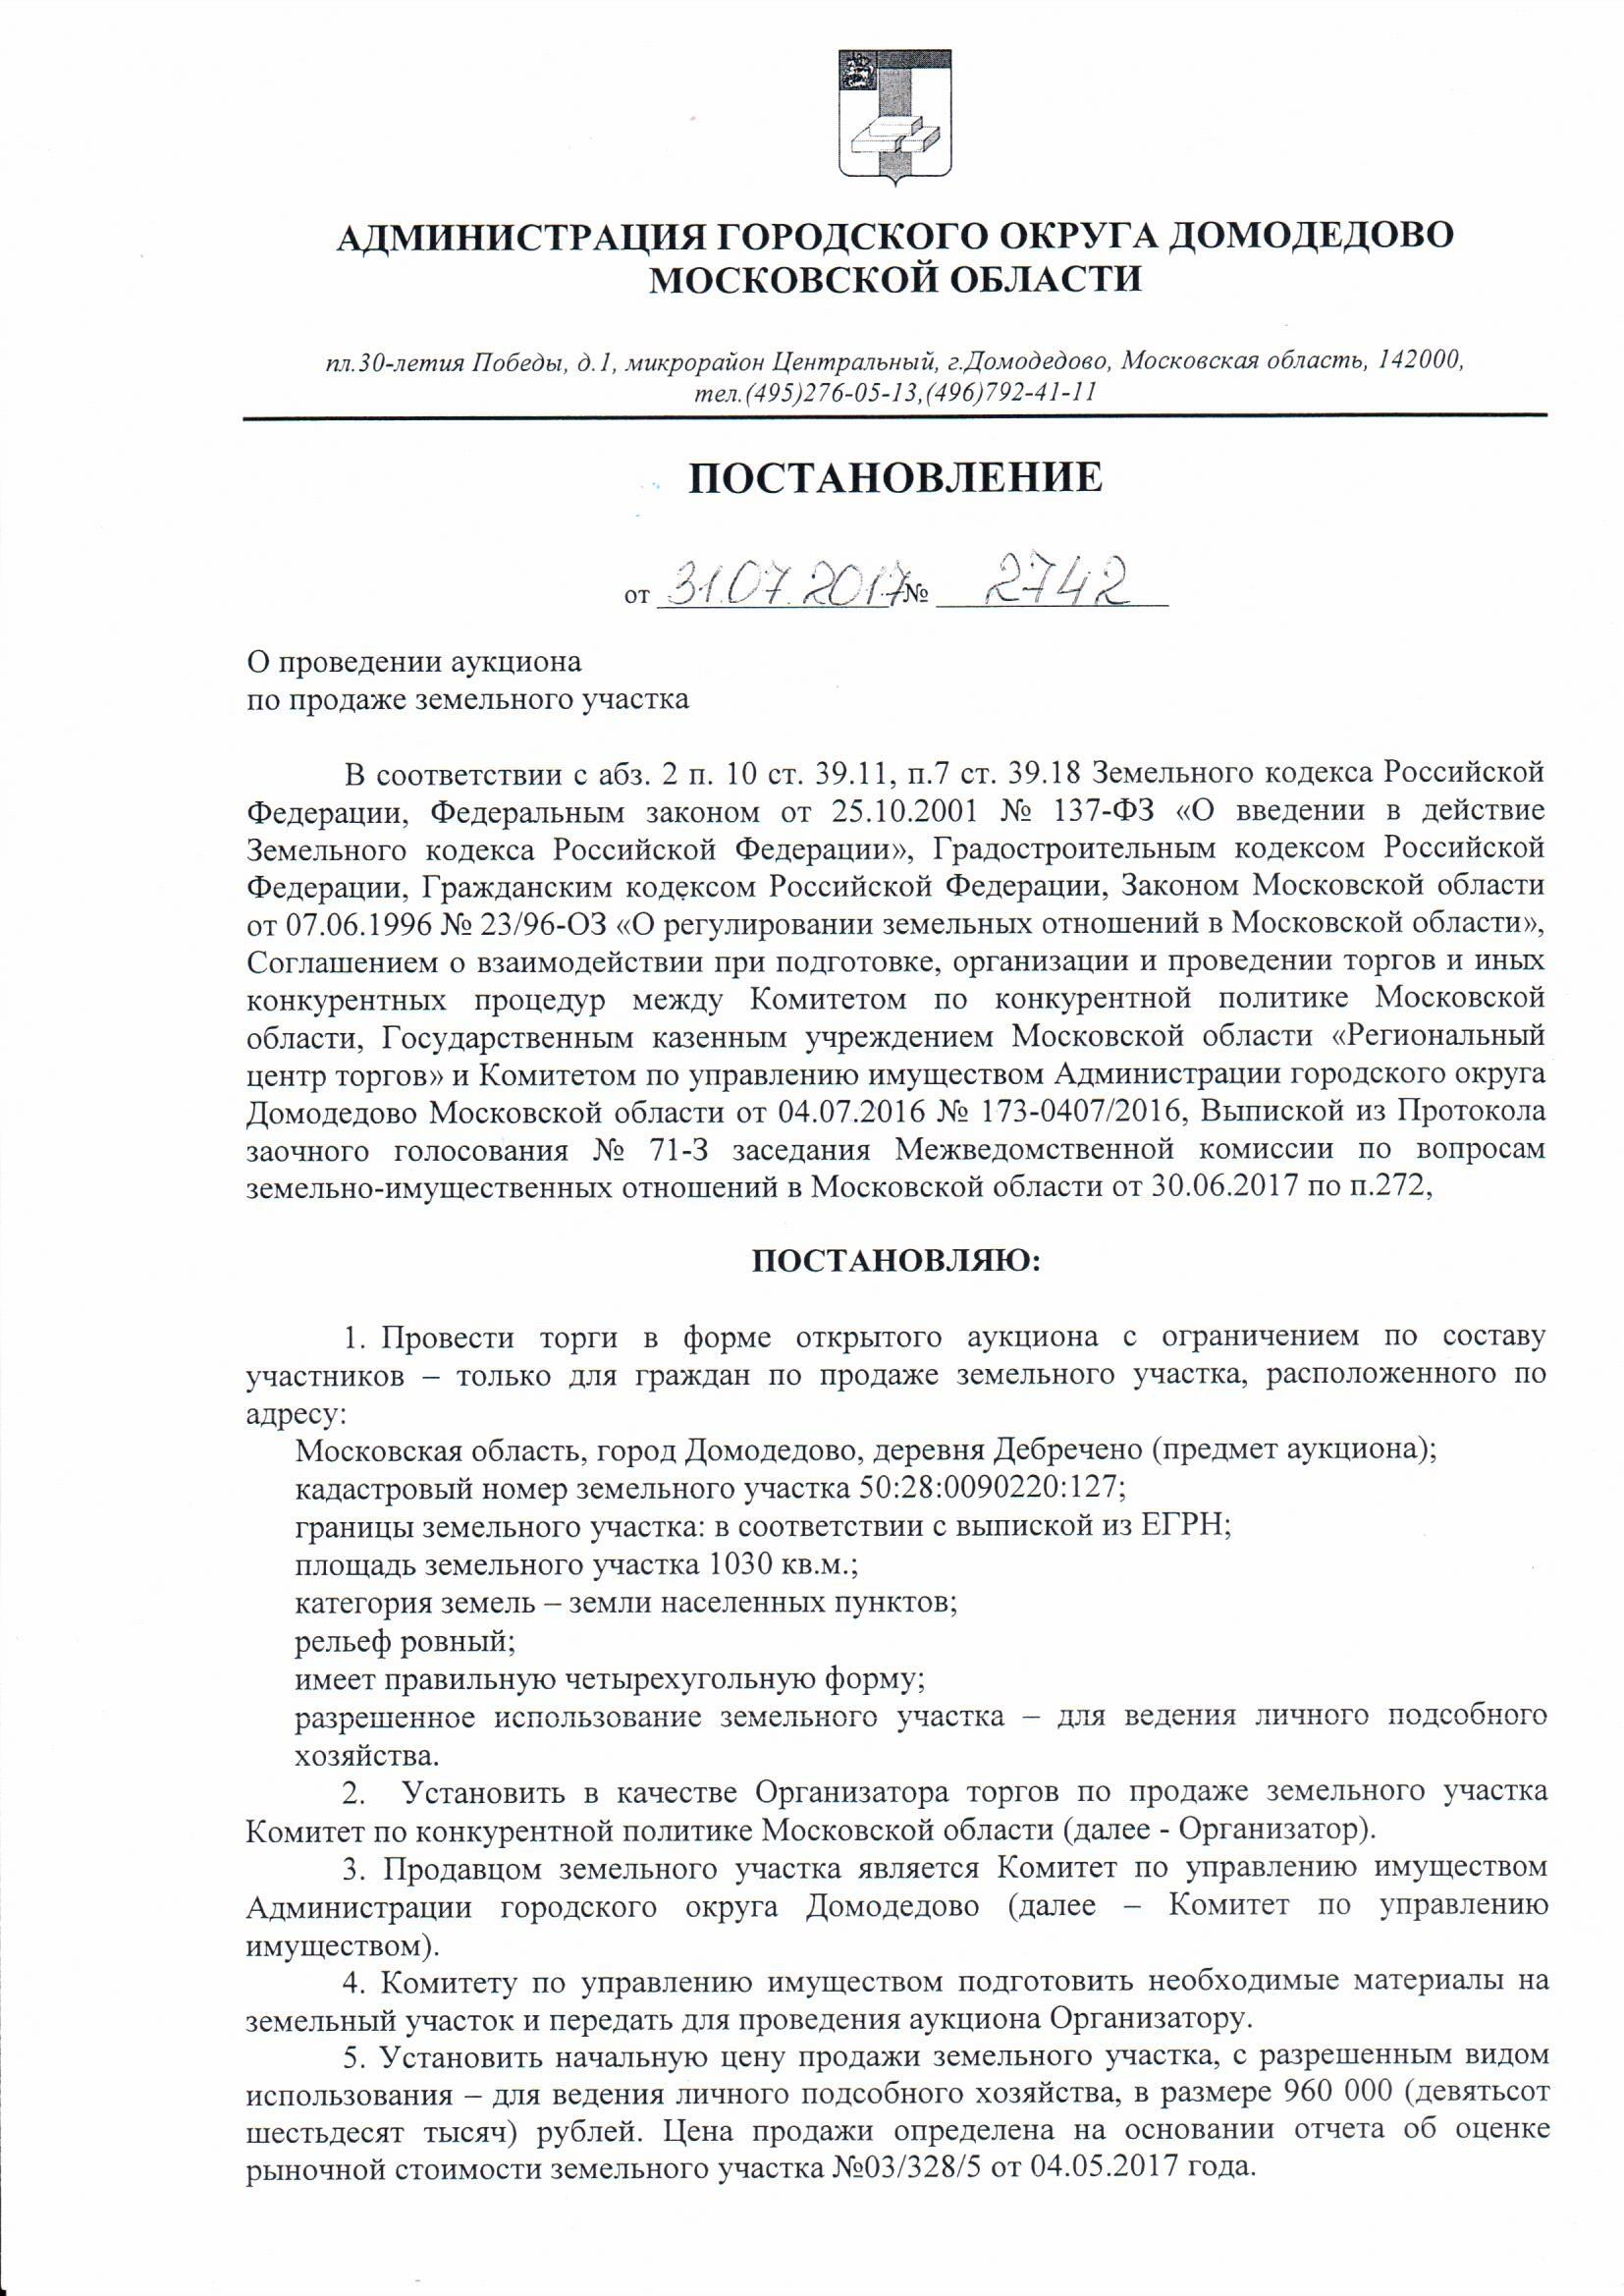 АДМИНИСТРАЦИЯ ГОРОДСКОГО ОКРУГА ДОМОДЕДОВО
МОСКОВСКОЙ ОБЛАСТИ
пл.30-летия Победы, д.1, микрорайон Центральный, г.Домодедово, Московская область, 142000,
тел.(495)276-05-13,(496)792-41-11
ПОСТАНОВЛЕНИЕ
от 31.07.2017 № 2742
О проведении аукциона
по продаже земельного участка
В соответствии с абз. 2 п. 10 ст. 39.11, п.7 ст. 39.18 Земельного кодекса Российской
Федерации, Федеральным законом от 25.10.2001 № 137-ФЗ «О введении в действие
Земельного кодекса Российской Федерации», Градостроительным кодексом Российской
Федерации, Гражданским кодексом Российской Федерации, Законом Московской области
от 07.06.1996 № 23/96-ОЗ «О регулировании земельных отношений в Московской области»,
Соглашением о взаимодействии при подготовке, организации и проведении торгов и иных
конкурентных процедур между Комитетом по конкурентной политике Московской
области, Государственным казенным учреждением Московской области «Региональный
центр торгов» и Комитетом по управлению имуществом Администрации городского округа
Домодедово Московской области от 04.07.2016 № 173-0407/2016, Выпиской из Протокола
заочного голосования № 71-З заседания Межведомственной комиссии по вопросам
земельно-имущественных отношений в Московской области от 30.06.2017 по п.272,
ПОСТАНОВЛЯЮ:
1. Провести торги в форме открытого аукциона с ограничением по составу
участников – только для граждан по продаже земельного участка, расположенного по
адресу:
Московская область, город Домодедово, деревня Дебречено (предмет аукциона);
кадастровый номер земельного участка 50:28:0090220:127;
границы земельного участка: в соответствии с выпиской из ЕГРН;
площадь земельного участка 1030 кв.м.;
категория земель – земли населенных пунктов;
рельеф ровный;
имеет правильную четырехугольную форму;
разрешенное использование земельного участка – для ведения личного подсобного
хозяйства.
2. Установить в качестве Организатора торгов по продаже земельного участка
Комитет по конкурентной политике Московской области (далее - Организатор).
3. Продавцом земельного участка является Комитет по управлению имуществом
Администрации городского округа Домодедово (далее – Комитет по управлению
имуществом).
4. Комитету по управлению имуществом подготовить необходимые материалы на
земельный участок и передать для проведения аукциона Организатору.
5. Установить начальную цену продажи земельного участка, с разрешенным видом
использования – для ведения личного подсобного хозяйства, в размере 960 000 (девятьсот
шестьдесят тысяч) рублей. Цена продажи определена на основании отчета об оценке
рыночной стоимости земельного участка №03/328/5 от 04.05.2017 года.